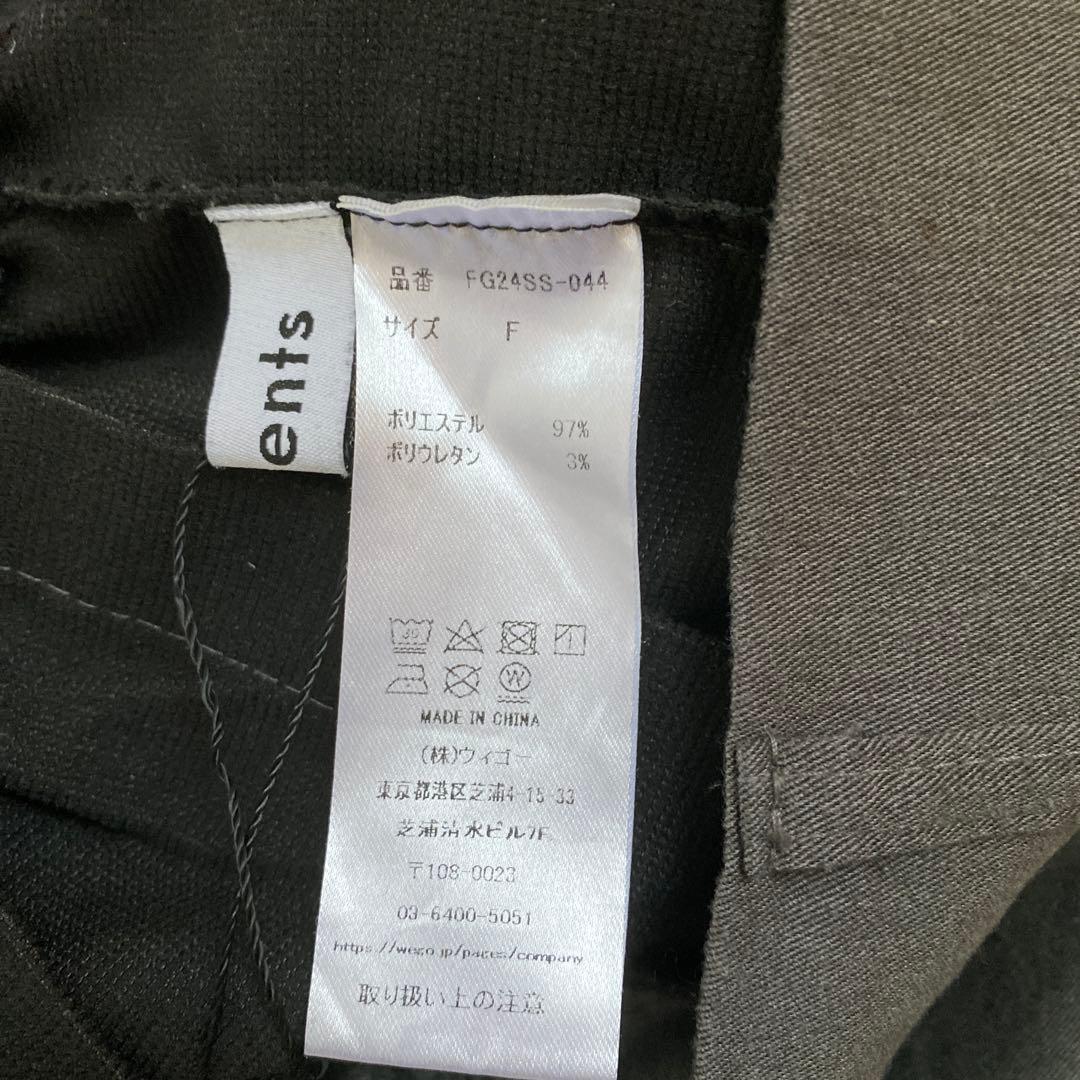 ents
品番 FG24SS-044
サイズ F
ポリエステル 97%
ポリウレタン 3%
30
W
MADE IN CHINA
(株)ウィゴー
東京都港区芝浦4-15-33
芝浦清水ビル7F
〒108-0023
03-6400-5051
https://wego.jp/pages/company
取り扱い上の注意